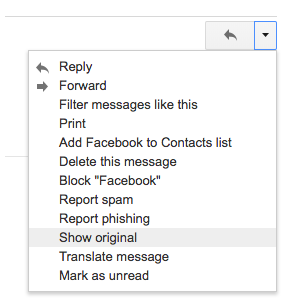 Reply
Forward
Filter messages like this
Print
Add Facebook to Contacts list
Delete this message
Block "Facebook"
Report spam
Report phishing
Show original
Translate message
Mark as unread